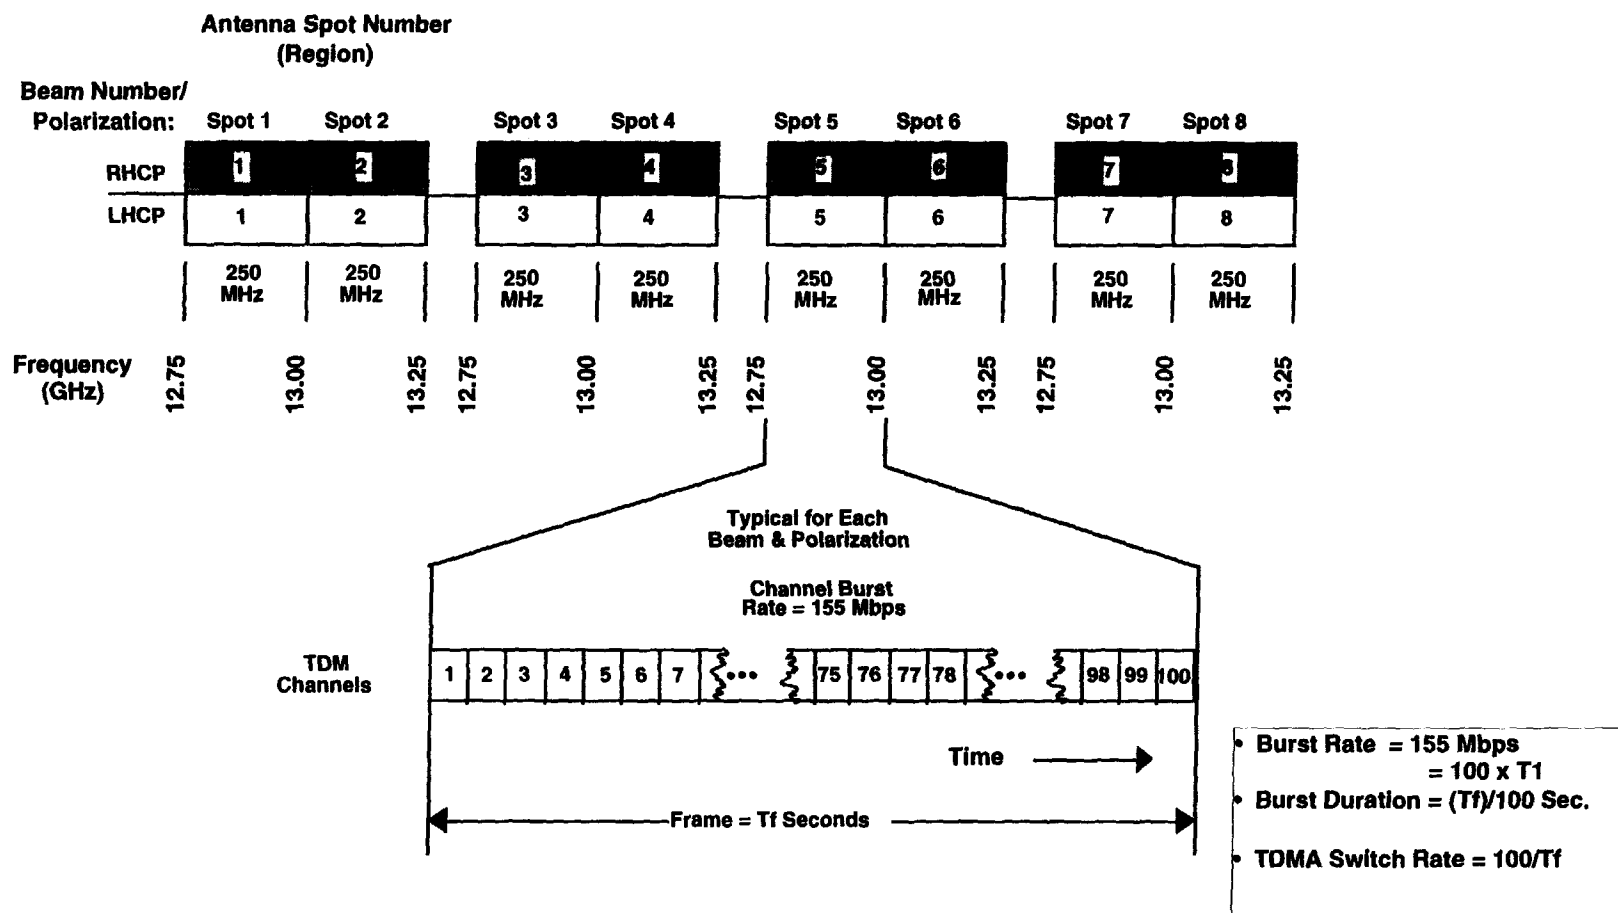 Antenna Spot Number
(Region)
Beam Number/
Polarization:
Spot 1 Spot 2 Spot 3 Spot 4 Spot 5 Spot 6 Spot 7 Spot 8
RHCP 1 2 3 4 5 6 7 8
LHCP 1 2 3 4 5 6 7 8
250 250 250 250 250 250 250 250
MHz MHz MHz MHz MHz MHz MHz MHz
Frequency
(GHz)
12.75 13.00 13.25 12.75 13.00 13.25 12.75 13.00 13.25 12.75 13.00 13.25
Typical for Each
Beam & Polarization
Channel Burst
Rate = 155 Mbps
TDM
Channels
1 2 3 4 5 6 7 ••• 75 76 77 78 ••• 98 99 100
Time
Frame = Tf Seconds
• Burst Rate = 155 Mbps
= 100 x T1
• Burst Duration = (Tf)/100 Sec.
• TDMA Switch Rate = 100/Tf